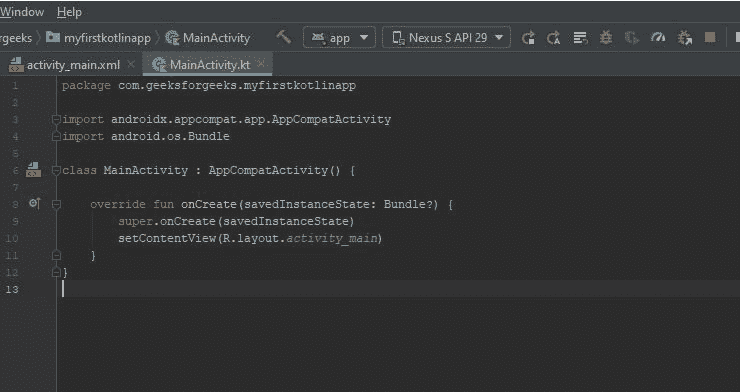 Window Help
rgeeks myfirstkotlinapp MainActivity app Nexus S API 29
activity_main.xml MainActivity.kt
1 package com.geeksforgeeks.myfirstkotlinapp
2
3 import androidx.appcompat.app.AppCompatActivity
4 import android.os.Bundle
5
6 class MainActivity : AppCompatActivity() {
7
8 override fun onCreate(savedInstanceState: Bundle?) {
9 super.onCreate(savedInstanceState)
10 setContentView(R.layout.activity_main)
11 }
12 }
13